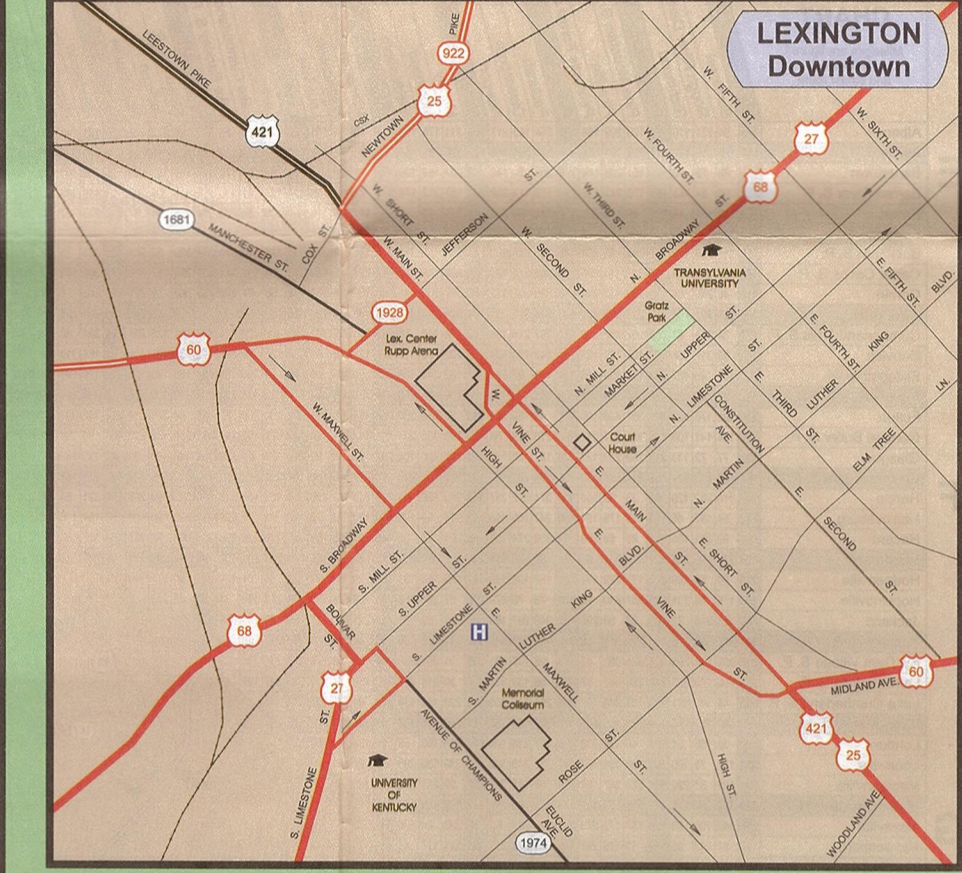 LEXINGTON
Downtown
LEESTOWN PIKE
421
PIKE
922
25
CSX
NEWTOWN
W. FIFTH ST.
W. SIXTH ST.
27
W. FOURTH ST.
68
W. THIRD ST.
ST.
JEFFERSON
W. SHORT ST.
W. SECOND ST.
N. BROADWAY ST.
1681
MANCHESTER ST.
COX ST.
W. MAIN ST.
TRANSYLVANIA
UNIVERSITY
E. FIFTH ST.
BLVD.
1928
Gratz
Park
60
Lex. Center
Rupp Arena
N. MILL ST.
MARKET ST.
N. UPPER ST.
E. FOURTH ST.
KING
N. LIMESTONE ST.
E. THIRD ST.
LUTHER
LN.
W. MAXWELL ST.
W. VINE ST.
CONSTITUTION
AVE
Court
House
ELM TREE
HIGH ST.
N. MARTIN
E. SECOND ST.
E. MAIN ST.
S. BROADWAY
S. MILL ST.
S. UPPER ST.
E. VINE ST.
BLVD.
E. SHORT ST.
S. LIMESTONE ST.
BOLIVAR
ST.
H
68
S. MARTIN LUTHER KING
E. MAXWELL ST.
27
ST.
Memorial
Coliseum
60
MIDLAND AVE.
AVENUE OF CHAMPIONS
421
25
UNIVERSITY
OF
KENTUCKY
ROSE ST.
HIGH ST.
S. LIMESTONE
EUCLID
AVE.
1974
WOODLAND AVE